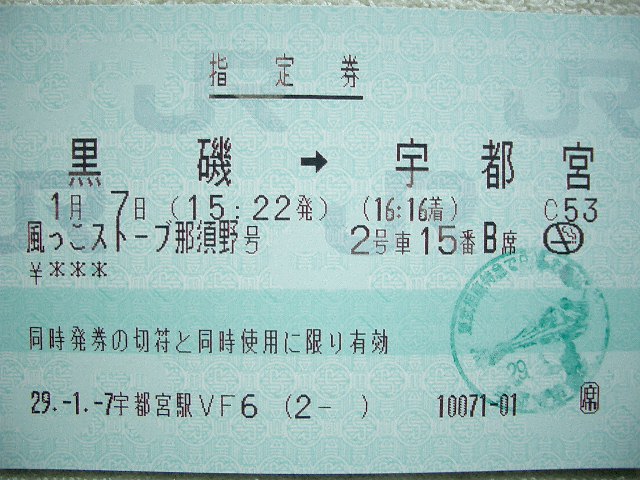 指定券
黒磯 → 宇都宮
1月 7日 (15:22発) (16:16着) C53
風っこストーブ那須野号 2号車15番B席
¥***
同時発券の切符と同時使用に限り有効
29.-1.-7宇都宮駅VF6 (2- ) 10071-01 席
29.